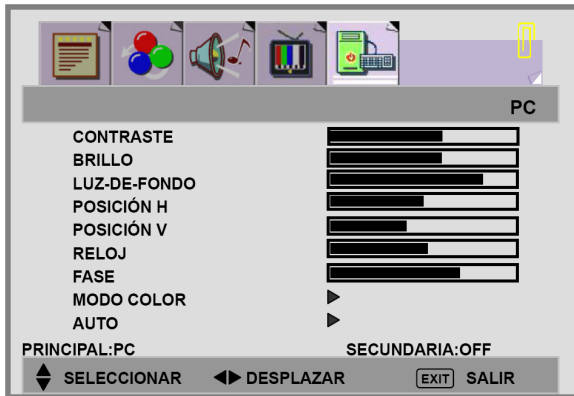 PC
CONTRASTE
BRILLO
LUZ-DE-FONDO
POSICIÓN H
POSICIÓN V
RELOJ
FASE
MODO COLOR
AUTO
PRINCIPAL:PC SECUNDARIA:OFF
SELECCIONAR DESPLAZAR EXIT SALIR